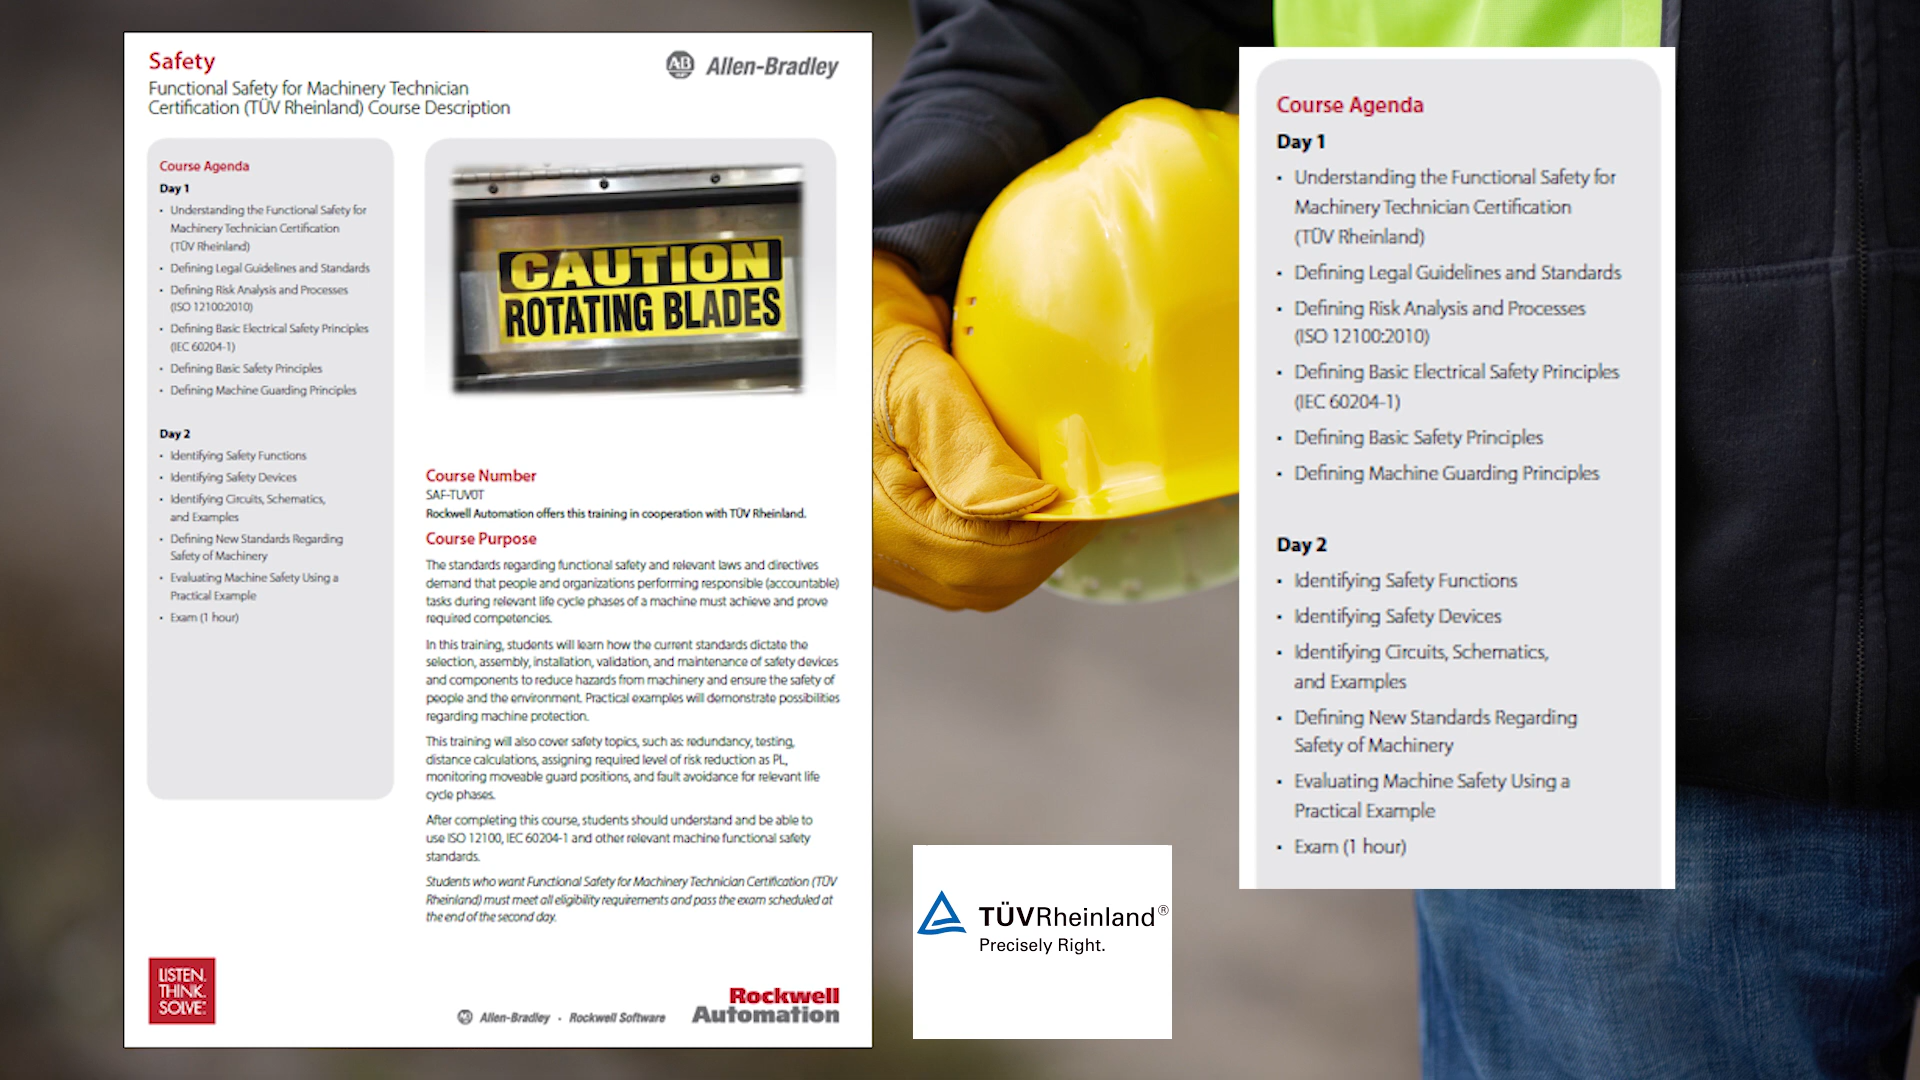 Safety
Functional Safety for Machinery Technician
Certification (TÜV Rheinland) Course Description
AB Allen-Bradley
Course Agenda
Day 1
• Understanding the Functional Safety for
Machinery Technician Certification
(TÜV Rheinland)
• Defining Legal Guidelines and Standards
• Defining Risk Analysis and Processes
(ISO 12100:2010)
• Defining Basic Electrical Safety Principles
(IEC 60204-1)
• Defining Basic Safety Principles
• Defining Machine Guarding Principles
Day 2
• Identifying Safety Functions
• Identifying Safety Devices
• Identifying Circuits, Schematics,
and Examples
• Defining New Standards Regarding
Safety of Machinery
• Evaluating Machine Safety Using a
Practical Example
• Exam (1 hour)
CAUTION
ROTATING BLADES
Course Number
SAF-TUV0T
Rockwell Automation offers this training in cooperation with TÜV Rheinland.
Course Purpose
The standards regarding functional safety and relevant laws and directives
demand that people and organizations performing responsible (accountable)
tasks during relevant life cycle phases of a machine must achieve and prove
required competencies.
In this training, students will learn how the current standards dictate the
selection, assembly, installation, validation, and maintenance of safety devices
and components to reduce hazards from machinery and ensure the safety of
people and the environment. Practical examples will demonstrate possibilities
regarding machine protection.
This training will also cover safety topics, such as: redundancy, testing,
distance calculations, assigning required level of risk reduction as PL,
monitoring moveable guard positions, and fault avoidance for relevant life
cycle phases.
After completing this course, students should understand and be able to
use ISO 12100, IEC 60204-1 and other relevant machine functional safety
standards.
Students who want Functional Safety for Machinery Technician Certification (TÜV
Rheinland) must meet all eligibility requirements and pass the exam scheduled at
the end of the second day.
LISTEN.
THINK.
SOLVE.
Allen-Bradley • Rockwell Software
Rockwell
Automation
TÜVRheinland®
Precisely Right.
Course Agenda
Day 1
• Understanding the Functional Safety for
Machinery Technician Certification
(TÜV Rheinland)
• Defining Legal Guidelines and Standards
• Defining Risk Analysis and Processes
(ISO 12100:2010)
• Defining Basic Electrical Safety Principles
(IEC 60204-1)
• Defining Basic Safety Principles
• Defining Machine Guarding Principles
Day 2
• Identifying Safety Functions
• Identifying Safety Devices
• Identifying Circuits, Schematics,
and Examples
• Defining New Standards Regarding
Safety of Machinery
• Evaluating Machine Safety Using a
Practical Example
• Exam (1 hour)